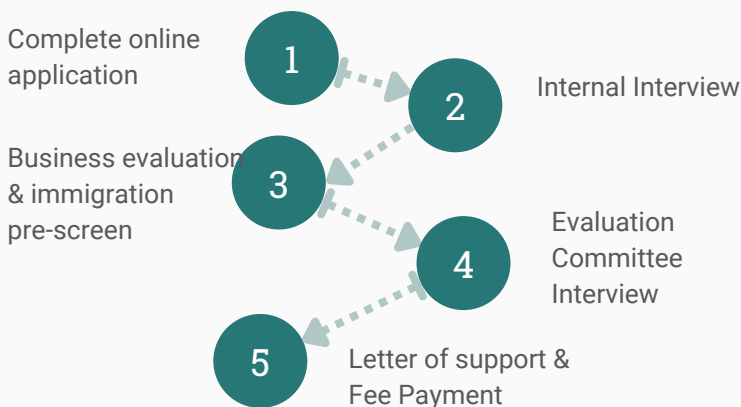 Complete online
application
1
2
Internal Interview
Business evaluation
& immigration
pre-screen
3
4
Evaluation
Committee
Interview
5
Letter of support &
Fee Payment